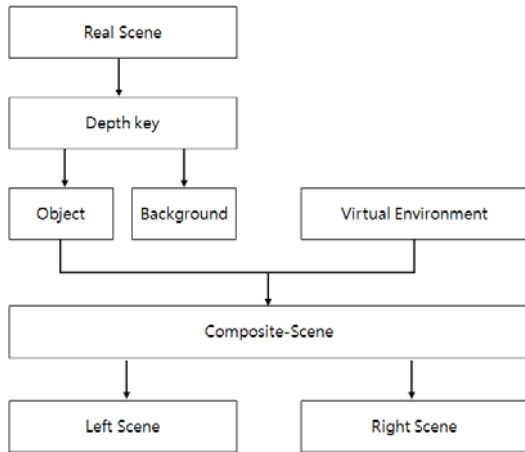 Real Scene
Depth key
Object
Background
Virtual Environment
Composite-Scene
Left Scene
Right Scene